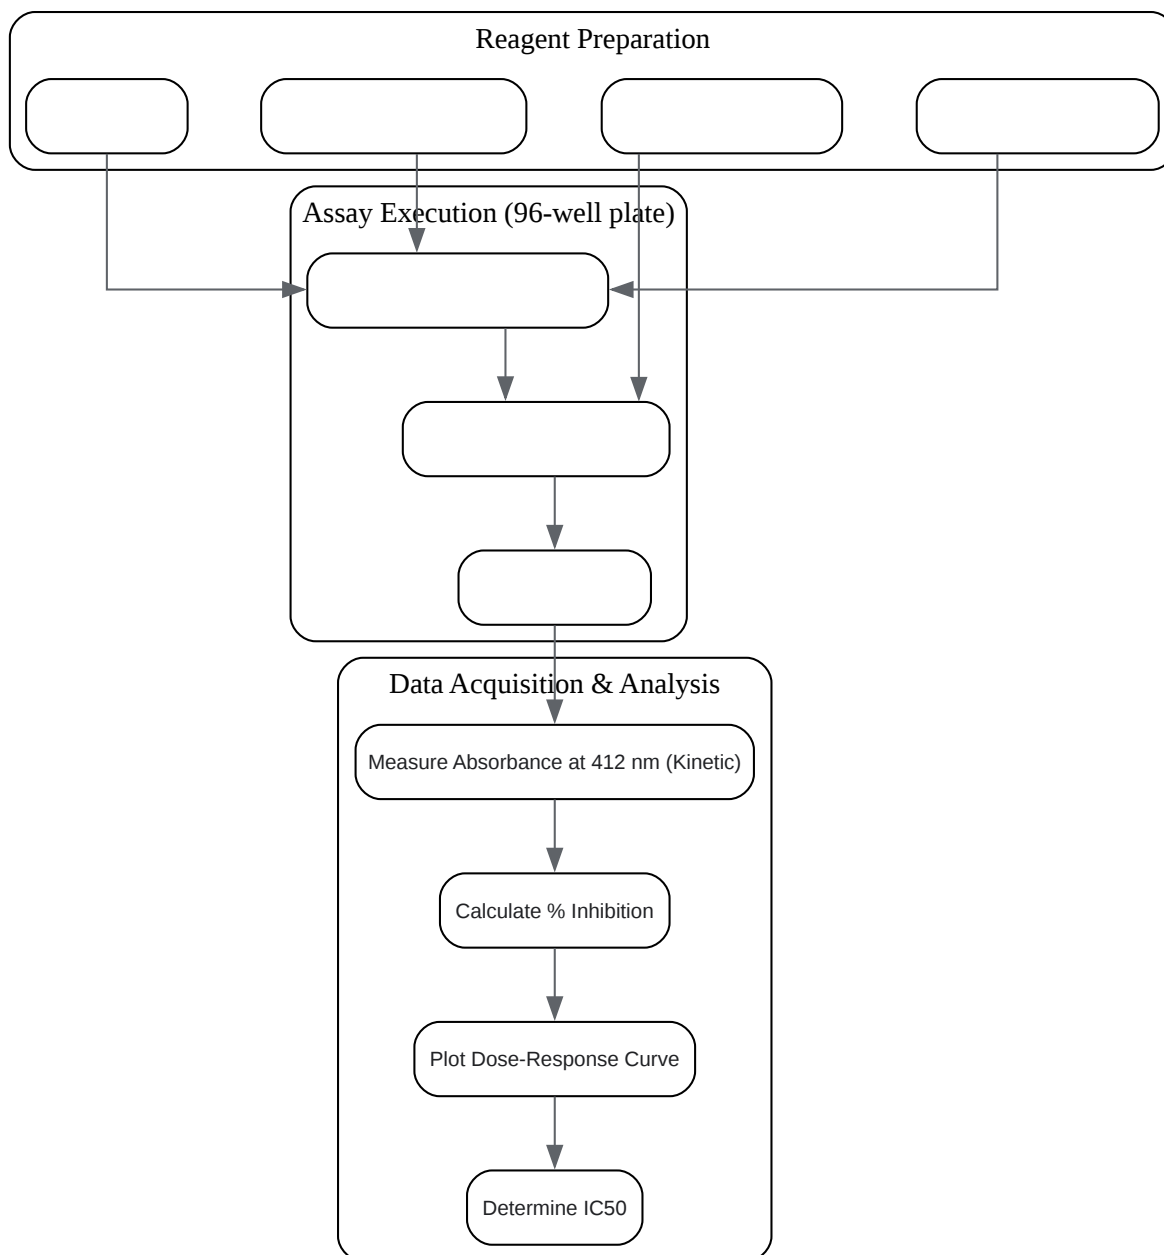 Reagent Preparation
Assay Execution (96-well plate)
Data Acquisition & Analysis
Measure Absorbance at 412 nm (Kinetic)
Calculate % Inhibition
Plot Dose-Response Curve
Determine IC50